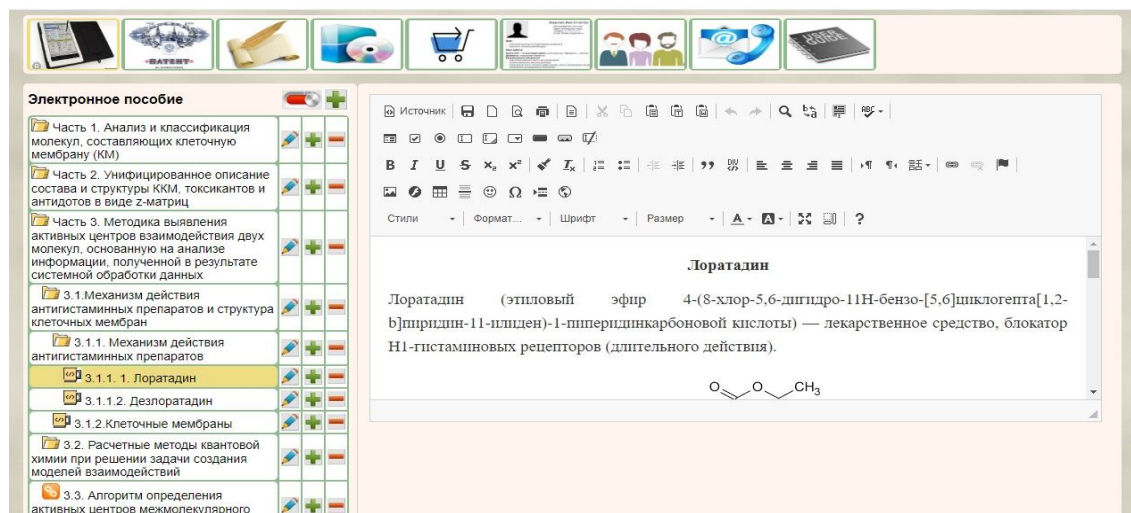 ПАТЕНТ
USER
GUIDE
Электронное пособие
Часть 1. Анализ и классификация
молекул, составляющих клеточную
мембрану (КМ)
Часть 2. Унифицированное описание
состава и структуры ККМ, токсикантов и
антидотов в виде z-матриц
Часть 3. Методика выявления
активных центров взаимодействия двух
молекул, основанную на анализе
информации, полученной в результате
системной обработки данных
3.1.Механизм действия
антигистаминных препаратов и структура
клеточных мембран
3.1.1. Механизм действия
антигистаминных препаратов
3.1.1. 1. Лоратадин
3.1.1.2. Дезлоратадин
3.1.2.Клеточные мембраны
3.2. Расчетные методы квантовой
химии при решении задачи создания
моделей взаимодействий
3.3. Алгоритм определения
активных центров межмолекулярного
Источник
Стили Формат... Шрифт Размер
Лоратадин
Лоратадин (этиловый эфир 4-(8-хлор-5,6-дигидро-11H-бензо-[5,6]циклогепта[1,2-
b]пиридин-11-илиден)-1-пиперидинкарбоновой кислоты) — лекарственное средство, блокатор
H1-гистаминовых рецепторов (длительного действия).
O O CH3